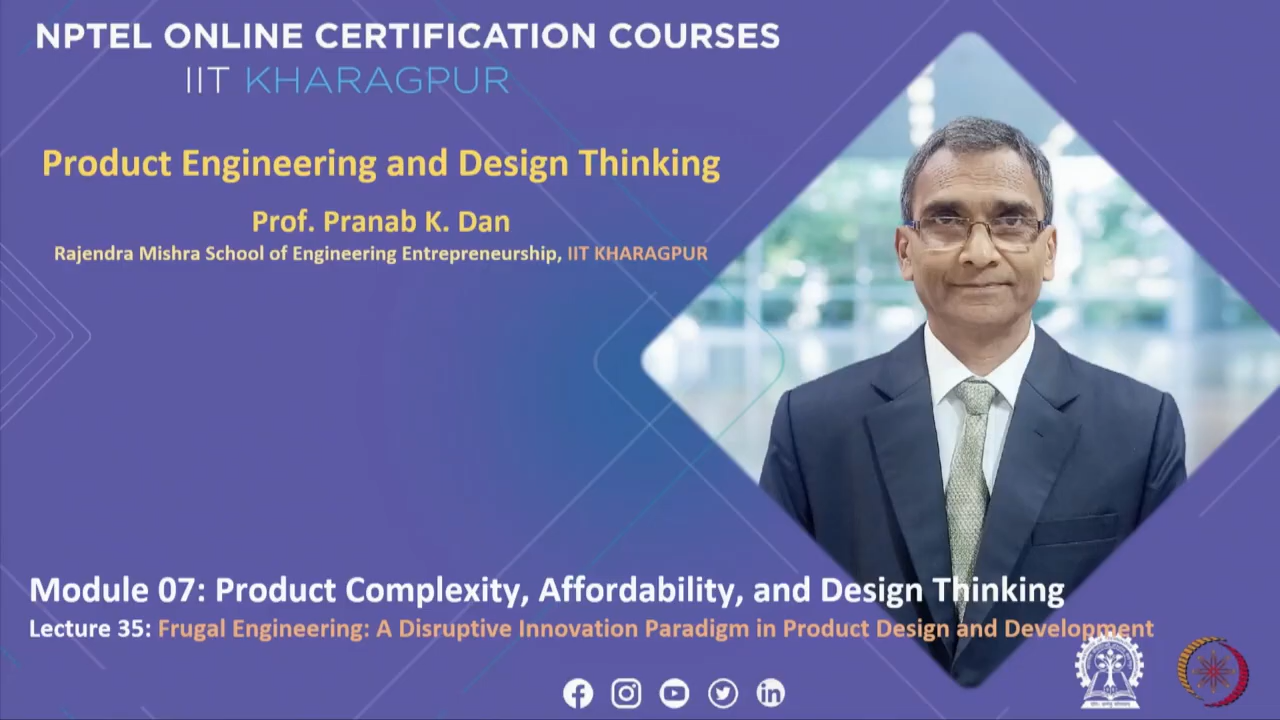 NPTEL ONLINE CERTIFICATION COURSES
IIT KHARAGPUR
Product Engineering and Design Thinking
Prof. Pranab K. Dan
Rajendra Mishra School of Engineering Entrepreneurship, IIT KHARAGPUR
Module 07: Product Complexity, Affordability, and Design Thinking
Lecture 35: Frugal Engineering: A Disruptive Innovation Paradigm in Product Design and Development